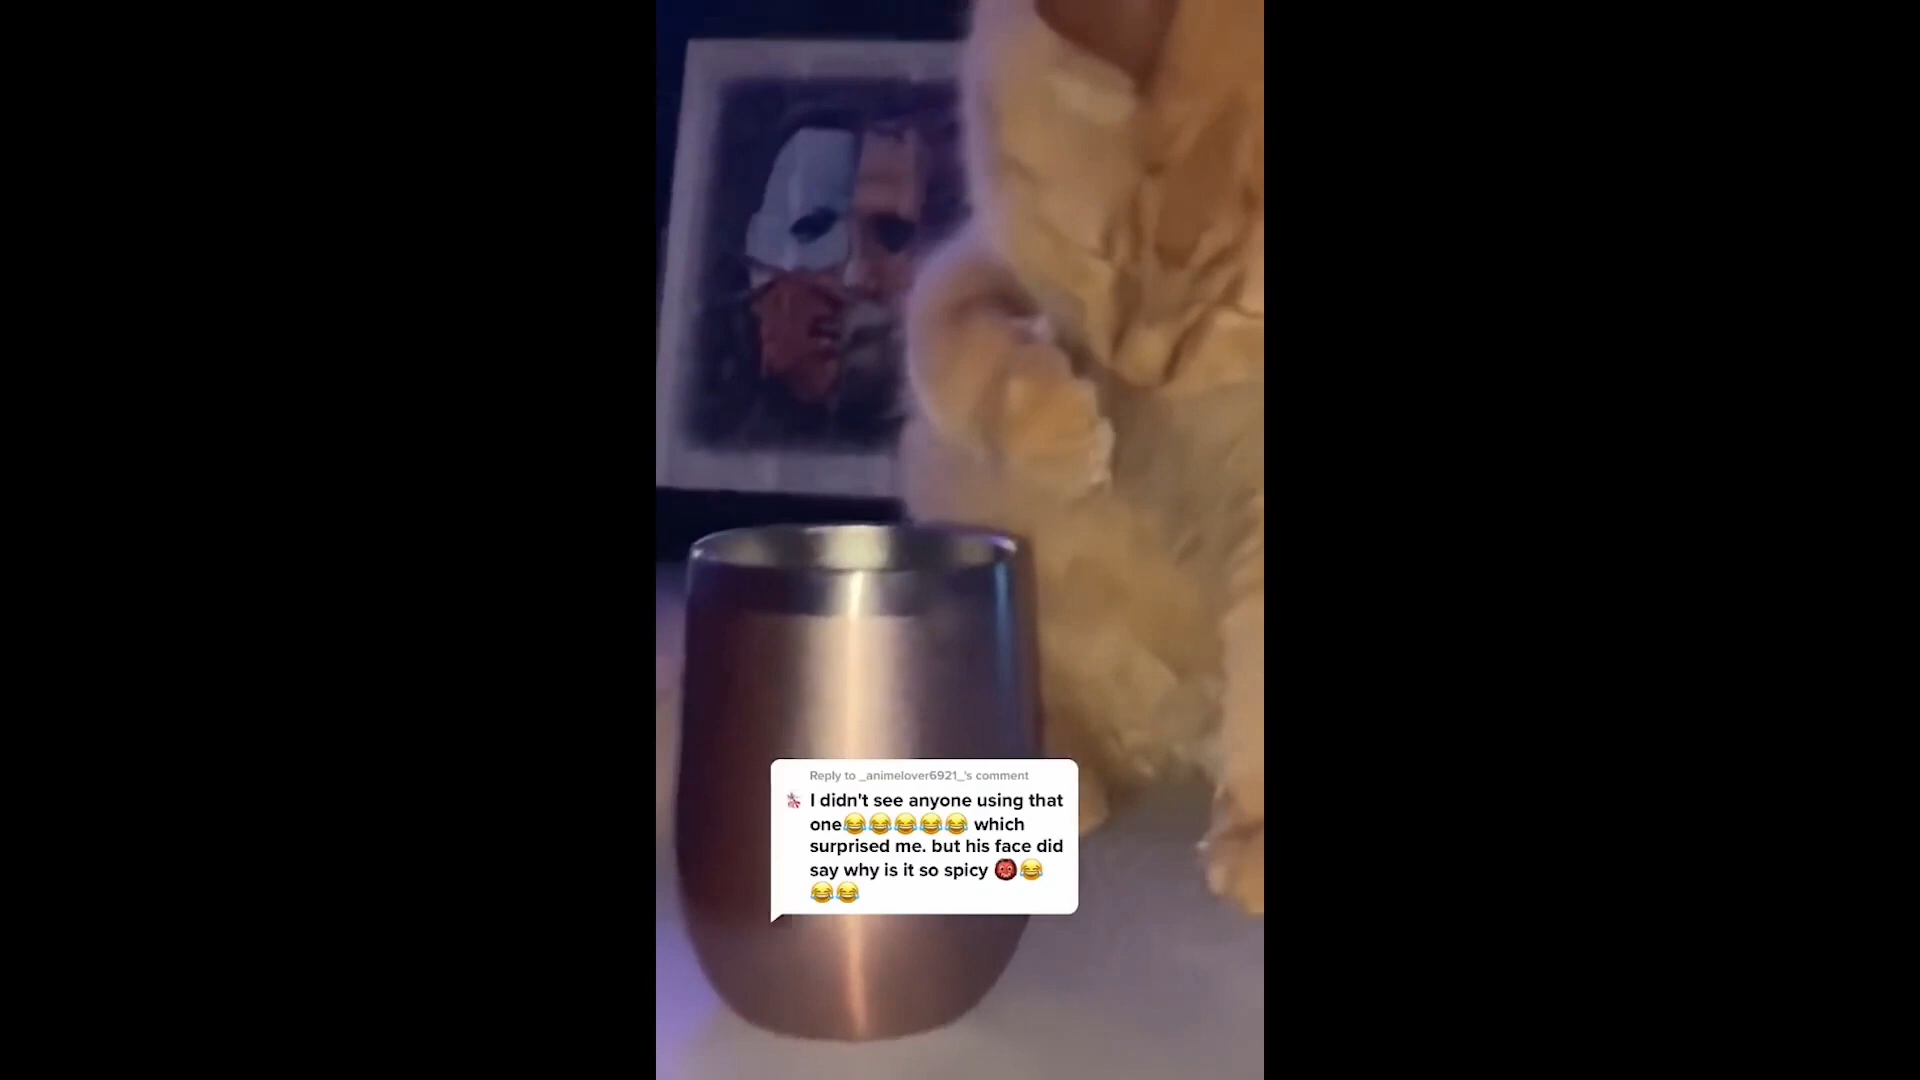 Reply to _animelover6921_'s comment
I didn't see anyone using that
one😂😂😂😂😂 which
surprised me. but his face did
say why is it so spicy 👹😂
😂😂